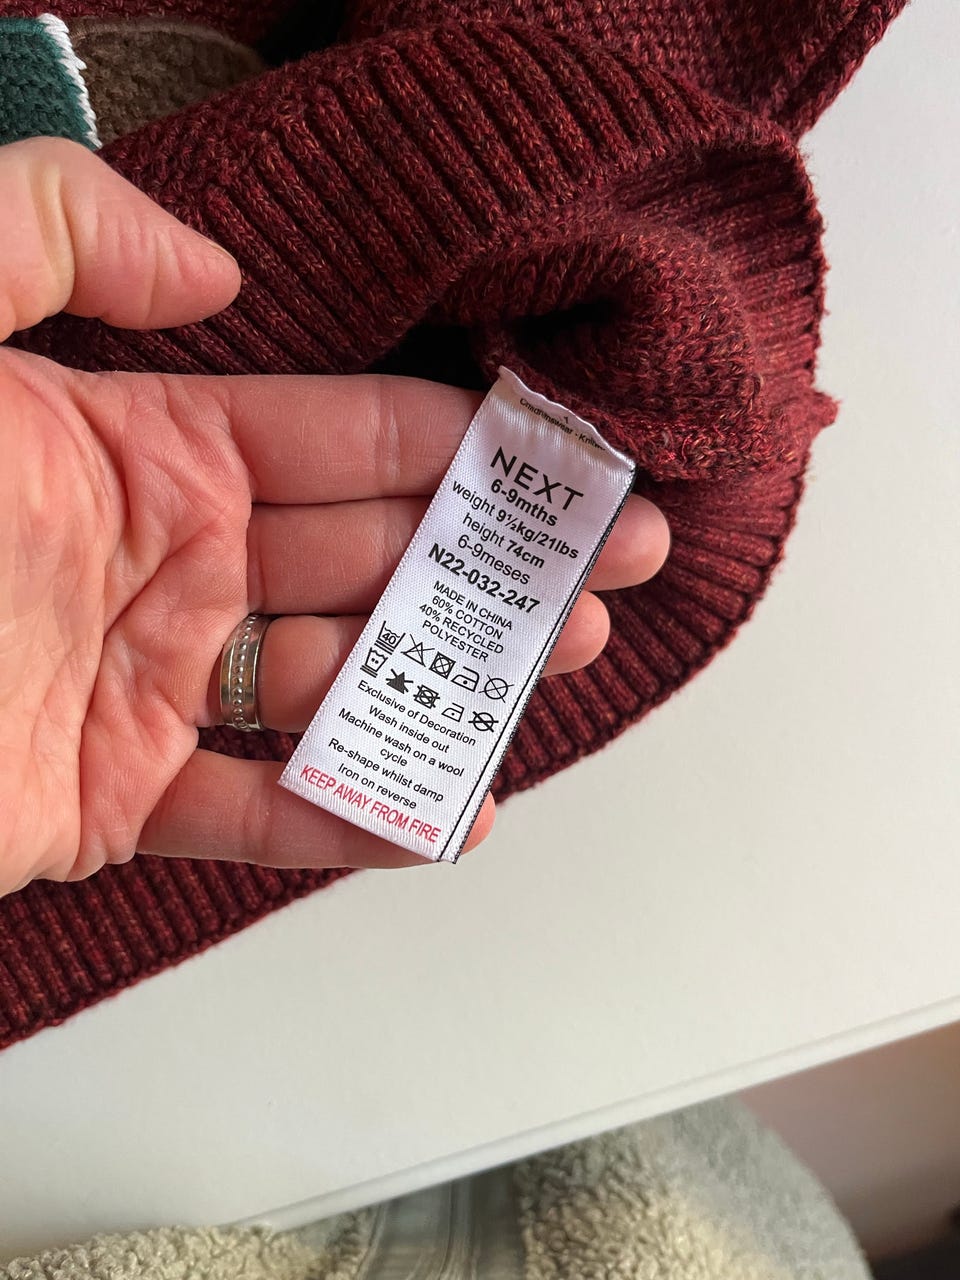 Childrenswear - Knitwear
NEXT
6-9mths
weight 9½kg/21lbs
height 74cm
6-9meses
N22-032-247
MADE IN CHINA
60% COTTON
40% RECYCLED
POLYESTER
40
Exclusive of Decoration
Wash inside out
Machine wash on a wool
cycle
Re-shape whilst damp
Iron on reverse
KEEP AWAY FROM FIRE